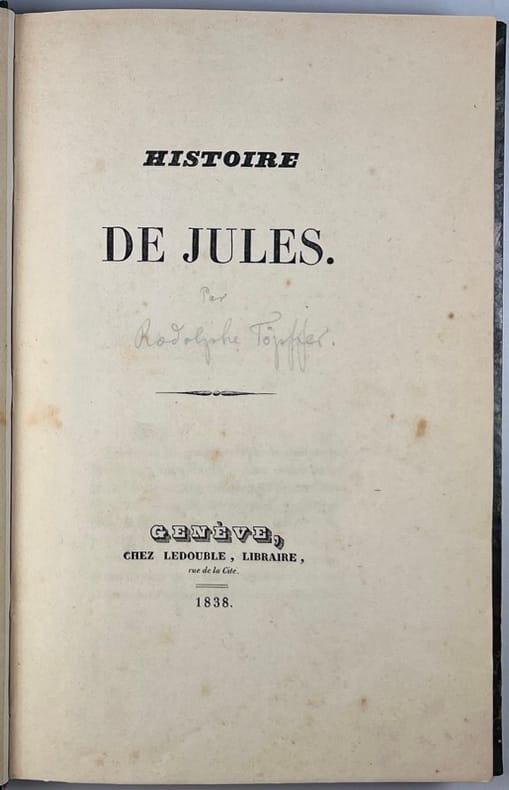 HISTOIRE
DE JULES.
Par
Rodolphe Töpffer.
GENÈVE,
CHEZ LEDOUBLE, LIBRAIRE,
rue de la Cité.
1838.